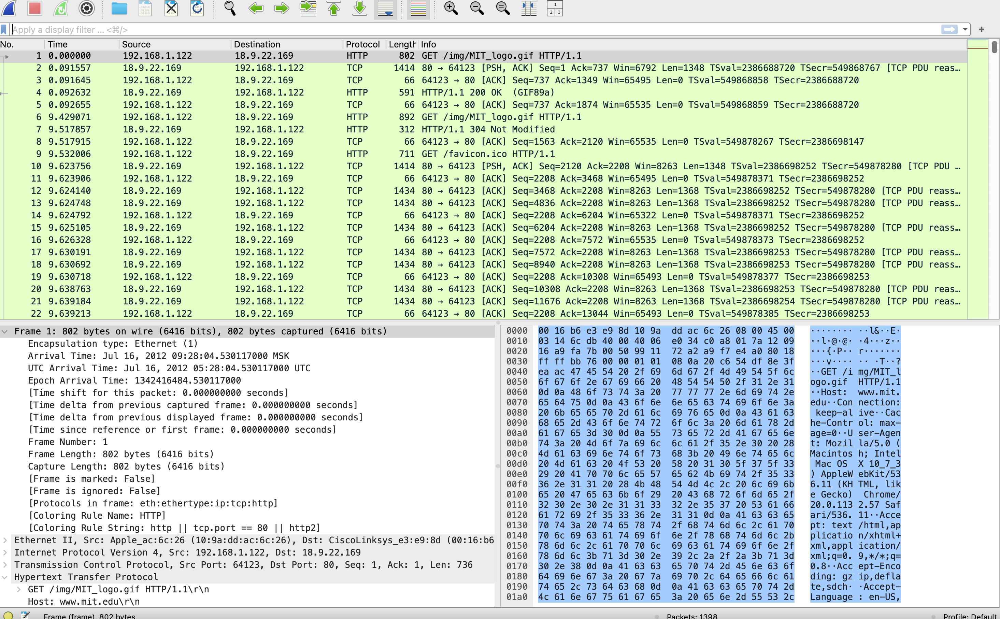 Apply a display filter ... <⌘/>
No. Time Source Destination Protocol Length Info
1 0.000000 192.168.1.122 18.9.22.169 HTTP 802 GET /img/MIT_logo.gif HTTP/1.1
2 0.091557 18.9.22.169 192.168.1.122 TCP 1414 80 → 64123 [PSH, ACK] Seq=1 Ack=737 Win=6792 Len=1348 TSval=2386688720 TSecr=549868767 [TCP PDU reas…
3 0.091645 192.168.1.122 18.9.22.169 TCP 66 64123 → 80 [ACK] Seq=737 Ack=1349 Win=65495 Len=0 TSval=549868858 TSecr=2386688720
4 0.092632 18.9.22.169 192.168.1.122 HTTP 591 HTTP/1.1 200 OK (GIF89a)
5 0.092655 192.168.1.122 18.9.22.169 TCP 66 64123 → 80 [ACK] Seq=737 Ack=1874 Win=65535 Len=0 TSval=549868859 TSecr=2386688720
6 9.429071 192.168.1.122 18.9.22.169 HTTP 892 GET /img/MIT_logo.gif HTTP/1.1
7 9.517857 18.9.22.169 192.168.1.122 HTTP 312 HTTP/1.1 304 Not Modified
8 9.517915 192.168.1.122 18.9.22.169 TCP 66 64123 → 80 [ACK] Seq=1563 Ack=2120 Win=65535 Len=0 TSval=549878267 TSecr=2386698147
9 9.532006 192.168.1.122 18.9.22.169 HTTP 711 GET /favicon.ico HTTP/1.1
10 9.623756 18.9.22.169 192.168.1.122 TCP 1414 80 → 64123 [PSH, ACK] Seq=2120 Ack=2208 Win=8263 Len=1348 TSval=2386698252 TSecr=549878280 [TCP PDU …
11 9.623906 192.168.1.122 18.9.22.169 TCP 66 64123 → 80 [ACK] Seq=2208 Ack=3468 Win=65495 Len=0 TSval=549878371 TSecr=2386698252
12 9.624140 18.9.22.169 192.168.1.122 TCP 1434 80 → 64123 [ACK] Seq=3468 Ack=2208 Win=8263 Len=1368 TSval=2386698252 TSecr=549878280 [TCP PDU reass…
13 9.624748 18.9.22.169 192.168.1.122 TCP 1434 80 → 64123 [ACK] Seq=4836 Ack=2208 Win=8263 Len=1368 TSval=2386698252 TSecr=549878280 [TCP PDU reass…
14 9.624792 192.168.1.122 18.9.22.169 TCP 66 64123 → 80 [ACK] Seq=2208 Ack=6204 Win=65322 Len=0 TSval=549878371 TSecr=2386698252
15 9.625105 18.9.22.169 192.168.1.122 TCP 1434 80 → 64123 [ACK] Seq=6204 Ack=2208 Win=8263 Len=1368 TSval=2386698252 TSecr=549878280 [TCP PDU reass…
16 9.626328 192.168.1.122 18.9.22.169 TCP 66 64123 → 80 [ACK] Seq=2208 Ack=7572 Win=65535 Len=0 TSval=549878373 TSecr=2386698252
17 9.630191 18.9.22.169 192.168.1.122 TCP 1434 80 → 64123 [ACK] Seq=7572 Ack=2208 Win=8263 Len=1368 TSval=2386698253 TSecr=549878280 [TCP PDU reass…
18 9.630692 18.9.22.169 192.168.1.122 TCP 1434 80 → 64123 [ACK] Seq=8940 Ack=2208 Win=8263 Len=1368 TSval=2386698253 TSecr=549878280 [TCP PDU reass…
19 9.630718 192.168.1.122 18.9.22.169 TCP 66 64123 → 80 [ACK] Seq=2208 Ack=10308 Win=65493 Len=0 TSval=549878377 TSecr=2386698253
20 9.638763 18.9.22.169 192.168.1.122 TCP 1434 80 → 64123 [ACK] Seq=10308 Ack=2208 Win=8263 Len=1368 TSval=2386698253 TSecr=549878280 [TCP PDU reas…
21 9.639184 18.9.22.169 192.168.1.122 TCP 1434 80 → 64123 [ACK] Seq=11676 Ack=2208 Win=8263 Len=1368 TSval=2386698254 TSecr=549878280 [TCP PDU reas…
22 9.639213 192.168.1.122 18.9.22.169 TCP 66 64123 → 80 [ACK] Seq=2208 Ack=13044 Win=65493 Len=0 TSval=549878385 TSecr=2386698253
Frame 1: 802 bytes on wire (6416 bits), 802 bytes captured (6416 bits)
Encapsulation type: Ethernet (1)
Arrival Time: Jul 16, 2012 09:28:04.530117000 MSK
UTC Arrival Time: Jul 16, 2012 05:28:04.530117000 UTC
Epoch Arrival Time: 1342416484.530117000
[Time shift for this packet: 0.000000000 seconds]
[Time delta from previous captured frame: 0.000000000 seconds]
[Time delta from previous displayed frame: 0.000000000 seconds]
[Time since reference or first frame: 0.000000000 seconds]
Frame Number: 1
Frame Length: 802 bytes (6416 bits)
Capture Length: 802 bytes (6416 bits)
[Frame is marked: False]
[Frame is ignored: False]
[Protocols in frame: eth:ethertype:ip:tcp:http]
[Coloring Rule Name: HTTP]
[Coloring Rule String: http || tcp.port == 80 || http2]
Ethernet II, Src: Apple_ac:6c:26 (10:9a:dd:ac:6c:26), Dst: CiscoLinksys_e3:e9:8d (00:16:b6
Internet Protocol Version 4, Src: 192.168.1.122, Dst: 18.9.22.169
Transmission Control Protocol, Src Port: 64123, Dst Port: 80, Seq: 1, Ack: 1, Len: 736
Hypertext Transfer Protocol
GET /img/MIT_logo.gif HTTP/1.1\r\n
Host: www.mit.edu\r\n
0000 00 16 b6 e3 e9 8d 10 9a dd ac 6c 26 08 00 45 00 ········ ··l&··E·
0010 03 14 6c db 40 00 40 06 e0 34 c0 a8 01 7a 12 09 ··l·@·@· ·4···z··
0020 16 a9 fa 7b 00 50 99 11 72 a2 a9 f7 e4 a0 80 18 ···{·P·· r·······
0030 ff ff bb 76 00 00 01 01 08 0a 20 c6 54 df 8e 3f ···v···· ·· ·T··?
0040 ea ac 47 45 54 20 2f 69 6d 67 2f 4d 49 54 5f 6c ··GET /i mg/MIT_l
0050 6f 67 6f 2e 67 69 66 20 48 54 54 50 2f 31 2e 31 ogo.gif HTTP/1.1
0060 0d 0a 48 6f 73 74 3a 20 77 77 77 2e 6d 69 74 2e ··Host: www.mit.
0070 65 64 75 0d 0a 43 6f 6e 6e 65 63 74 69 6f 6e 3a edu··Con nection:
0080 20 6b 65 65 70 2d 61 6c 69 76 65 0d 0a 43 61 63 keep-al ive··Cac
0090 68 65 2d 43 6f 6e 74 72 6f 6c 3a 20 6d 61 78 2d he-Contr ol: max-
00a0 61 67 65 3d 30 0d 0a 55 73 65 72 2d 41 67 65 6e age=0··U ser-Agen
00b0 74 3a 20 4d 6f 7a 69 6c 6c 61 2f 35 2e 30 20 28 t: Mozil la/5.0 (
00c0 4d 61 63 69 6e 74 6f 73 68 3b 20 49 6e 74 65 6c Macintos h; Intel
00d0 20 4d 61 63 20 4f 53 20 58 20 31 30 5f 37 5f 33 Mac OS X 10_7_3
00e0 29 20 41 70 70 6c 65 57 65 62 4b 69 74 2f 35 33 ) AppleW ebKit/53
00f0 36 2e 31 31 20 28 4b 48 54 4d 4c 2c 20 6c 69 6b 6.11 (KH TML, lik
0100 65 20 47 65 63 6b 6f 29 20 43 68 72 6f 6d 65 2f e Gecko) Chrome/
0110 32 30 2e 30 2e 31 31 33 32 2e 35 37 20 53 61 66 20.0.113 2.57 Saf
0120 61 72 69 2f 35 33 36 2e 31 31 0d 0a 41 63 63 65 ari/536. 11··Acce
0130 70 74 3a 20 74 65 78 74 2f 68 74 6d 6c 2c 61 70 pt: text /html,ap
0140 70 6c 69 63 61 74 69 6f 6e 2f 78 68 74 6d 6c 2b plicatio n/xhtml+
0150 78 6d 6c 2c 61 70 70 6c 69 63 61 74 69 6f 6e 2f xml,appl ication/
0160 78 6d 6c 3b 71 3d 30 2e 39 2c 2a 2f 2a 3b 71 3d xml;q=0. 9,*/*;q=
0170 30 2e 38 0d 0a 41 63 63 65 70 74 2d 45 6e 63 6f 0.8··Acc ept-Enco
0180 64 69 6e 67 3a 20 67 7a 69 70 2c 64 65 66 6c 61 ding: gz ip,defla
0190 74 65 2c 73 64 63 68 0d 0a 41 63 63 65 70 74 2d te,sdch· ·Accept-
01a0 4c 61 6e 67 75 61 67 65 3a 20 65 6e 2d 55 53 2c Language : en-US,
Frame (frame), 802 bytes Packets: 1398 Profile: Default